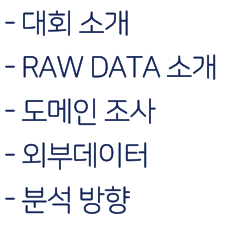 - 대회 소개
- RAW DATA 소개
- 도메인 조사
- 외부데이터
- 분석 방향